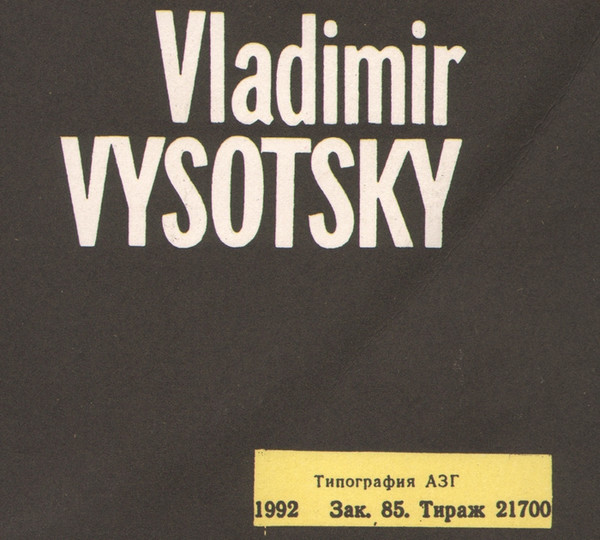 Vladimir
VYSOTSKY
Типография АЗГ
1992 Зак. 85. Тираж 21700